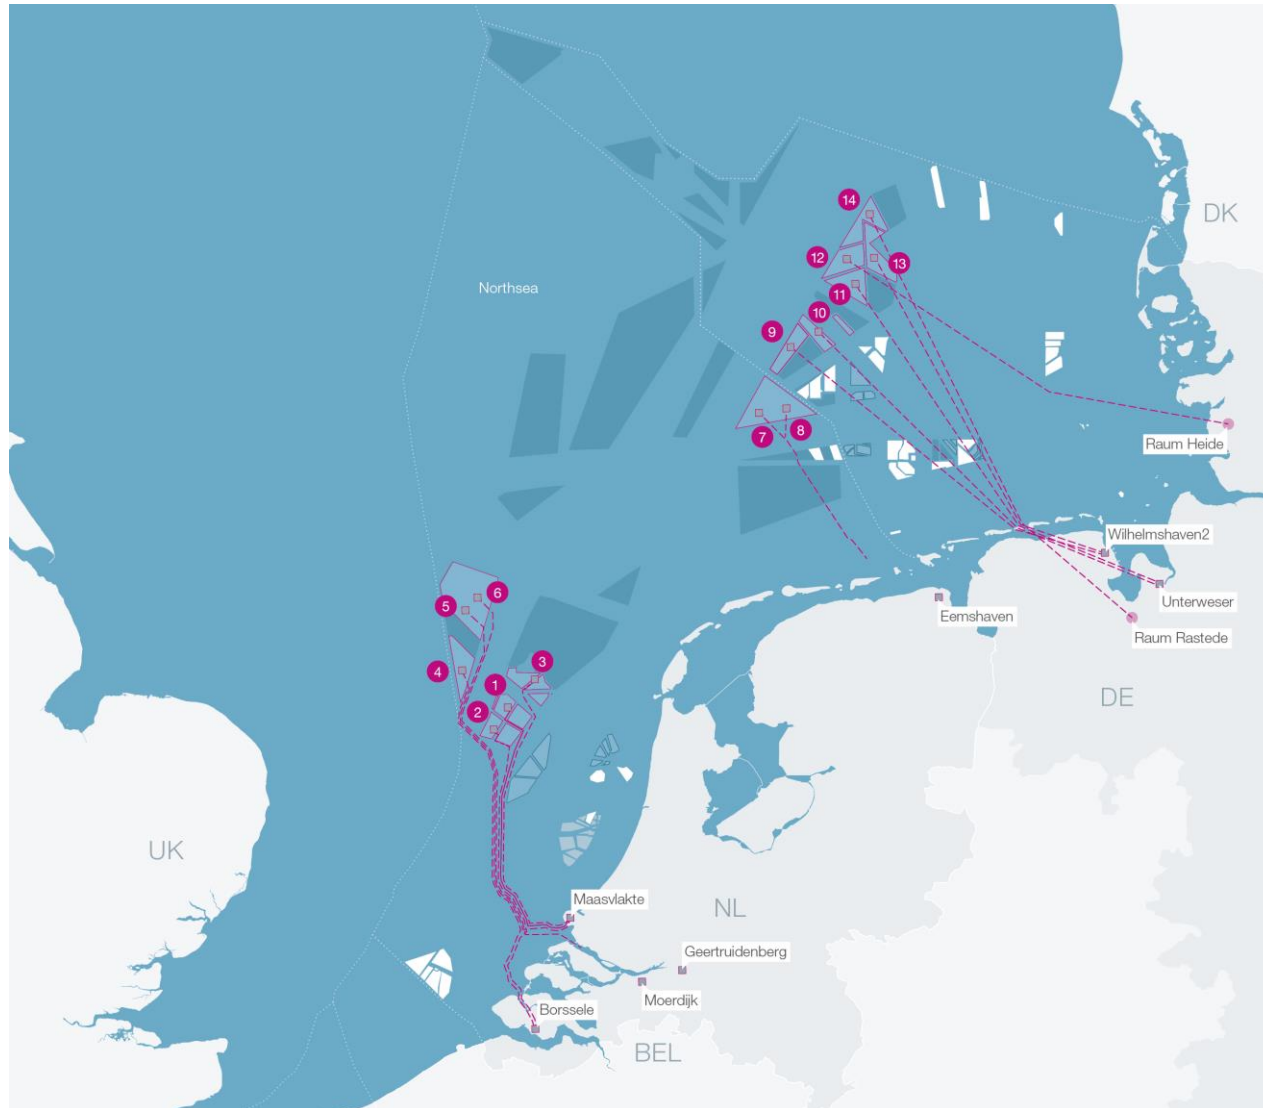 14
DK
12
13
Northsea
11
10
9
7
8
Raum Heide
Wilhelmshaven2
6
5
Unterweser
Eemshaven
Raum Rastede
3
4
1
DE
2
UK
Maasvlakte
NL
Geertruidenberg
Moerdijk
Borssele
BEL